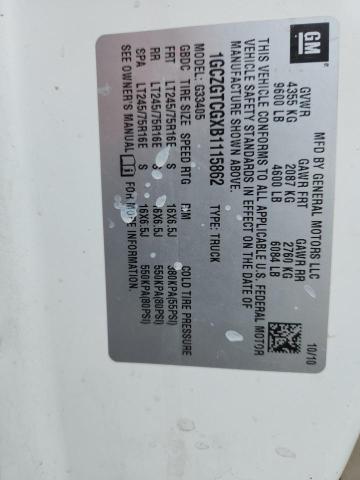 GM
MFD BY GENERAL MOTORS LLC 10/10
GVWR GAWR FRT GAWR RR
4355 KG 2087 KG 2760 KG
9600 LB 4600 LB 6084 LB
THIS VEHICLE CONFORMS TO ALL APPLICABLE U.S. FEDERAL MOTOR
VEHICLE SAFETY STANDARDS IN EFFECT ON THE DATE OF
MANUFACTURE SHOWN ABOVE.
1GCZGTCGXB1115882 TYPE: TRUCK
MODEL: G33405
GBDC TIRE SIZE SPEED RTG RIM COLD TIRE PRESSURE
FRT LT245/75R16E S 16X6.5J 380KPA(55PSI)
RR LT245/75R16E S 16X6.5J 550KPA(80PSI)
SPA LT245/75R16E S 16X6.5J 550KPA(80PSI)
SEE OWNER'S MANUAL FOR MORE INFORMATION.